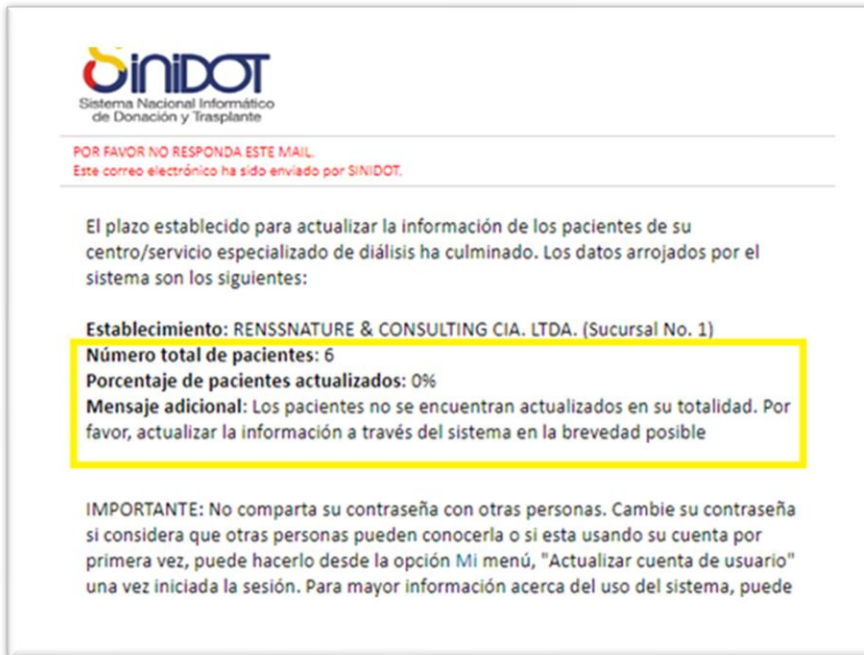 SiNiDOT
Sistema Nacional Informático
de Donación y Trasplante
POR FAVOR NO RESPONDA ESTE MAIL.
Este correo electrónico ha sido enviado por SINIDOT.
El plazo establecido para actualizar la información de los pacientes de su
centro/servicio especializado de diálisis ha culminado. Los datos arrojados por el
sistema son los siguientes:
Establecimiento: RENSSNATURE & CONSULTING CIA. LTDA. (Sucursal No. 1)
Número total de pacientes: 6
Porcentaje de pacientes actualizados: 0%
Mensaje adicional: Los pacientes no se encuentran actualizados en su totalidad. Por
favor, actualizar la información a través del sistema en la brevedad posible
IMPORTANTE: No comparta su contraseña con otras personas. Cambie su contraseña
si considera que otras personas pueden conocerla o si esta usando su cuenta por
primera vez, puede hacerlo desde la opción Mi menú, "Actualizar cuenta de usuario"
una vez iniciada la sesión. Para mayor información acerca del uso del sistema, puede